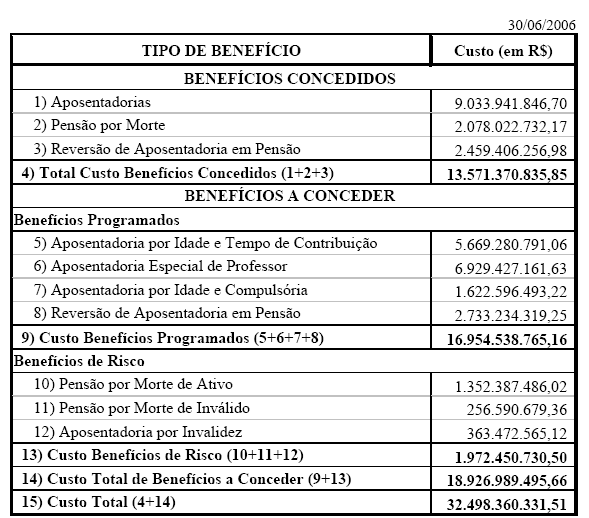 30/06/2006
TIPO DE BENEFÍCIO Custo (em R$)
BENEFÍCIOS CONCEDIDOS
1) Aposentadorias 9.033.941.846,70
2) Pensão por Morte 2.078.022.732,17
3) Reversão de Aposentadoria em Pensão 2.459.406.256,98
4) Total Custo Benefícios Concedidos (1+2+3) 13.571.370.835,85
BENEFÍCIOS A CONCEDER
Benefícios Programados
5) Aposentadoria por Idade e Tempo de Contribuição 5.669.280.791,06
6) Aposentadoria Especial de Professor 6.929.427.161,63
7) Aposentadoria por Idade e Compulsória 1.622.596.493,22
8) Reversão de Aposentadoria em Pensão 2.733.234.319,25
9) Custo Benefícios Programados (5+6+7+8) 16.954.538.765,16
Benefícios de Risco
10) Pensão por Morte de Ativo 1.352.387.486,02
11) Pensão por Morte de Inválido 256.590.679,36
12) Aposentadoria por Invalidez 363.472.565,12
13) Custo Benefícios de Risco (10+11+12) 1.972.450.730,50
14) Custo Total de Benefícios a Conceder (9+13) 18.926.989.495,66
15) Custo Total (4+14) 32.498.360.331,51